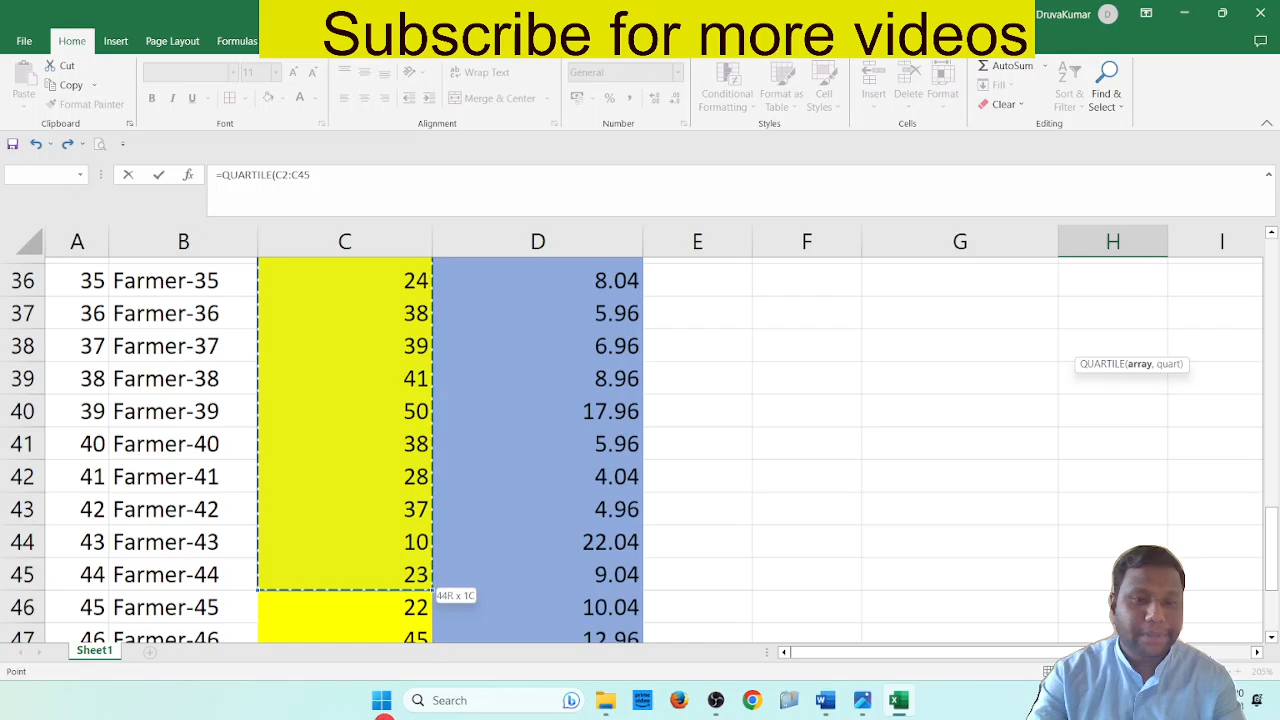 Subscribe for more videos
DruvaKumar D
File Home Insert Page Layout Formulas
Cut
Copy
Format Painter
Paste
Clipboard
B I U
Font
Wrap Text
Merge & Center
Alignment
General
Number
Conditional Formatting
Format as Table
Cell Styles
Styles
Insert Delete Format
Cells
AutoSum
Fill
Clear
Sort & Filter
Find & Select
Editing
fx =QUARTILE(C2:C45
A B C D E F G H I
36 35 Farmer-35 24 8.04
37 36 Farmer-36 38 5.96
38 37 Farmer-37 39 6.96
QUARTILE(array, quart)
39 38 Farmer-38 41 8.96
40 39 Farmer-39 50 17.96
41 40 Farmer-40 38 5.96
42 41 Farmer-41 28 4.04
43 42 Farmer-42 37 4.96
44 43 Farmer-43 10 22.04
45 44 Farmer-44 23 9.04
44R x 1C
46 45 Farmer-45 22 10.04
47 46 Farmer-46 45 12.96
Sheet1
Point
205%
Search
prime video